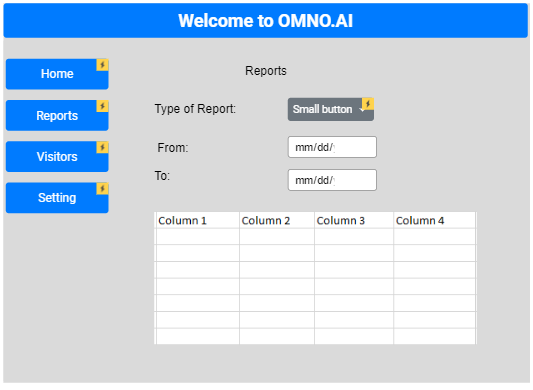 Welcome to OMNO.AI
Home
Reports
Reports
Type of Report:
Small button
Visitors
From:
mm/dd/
To:
mm/dd/
Setting
Column 1 Column 2 Column 3 Column 4